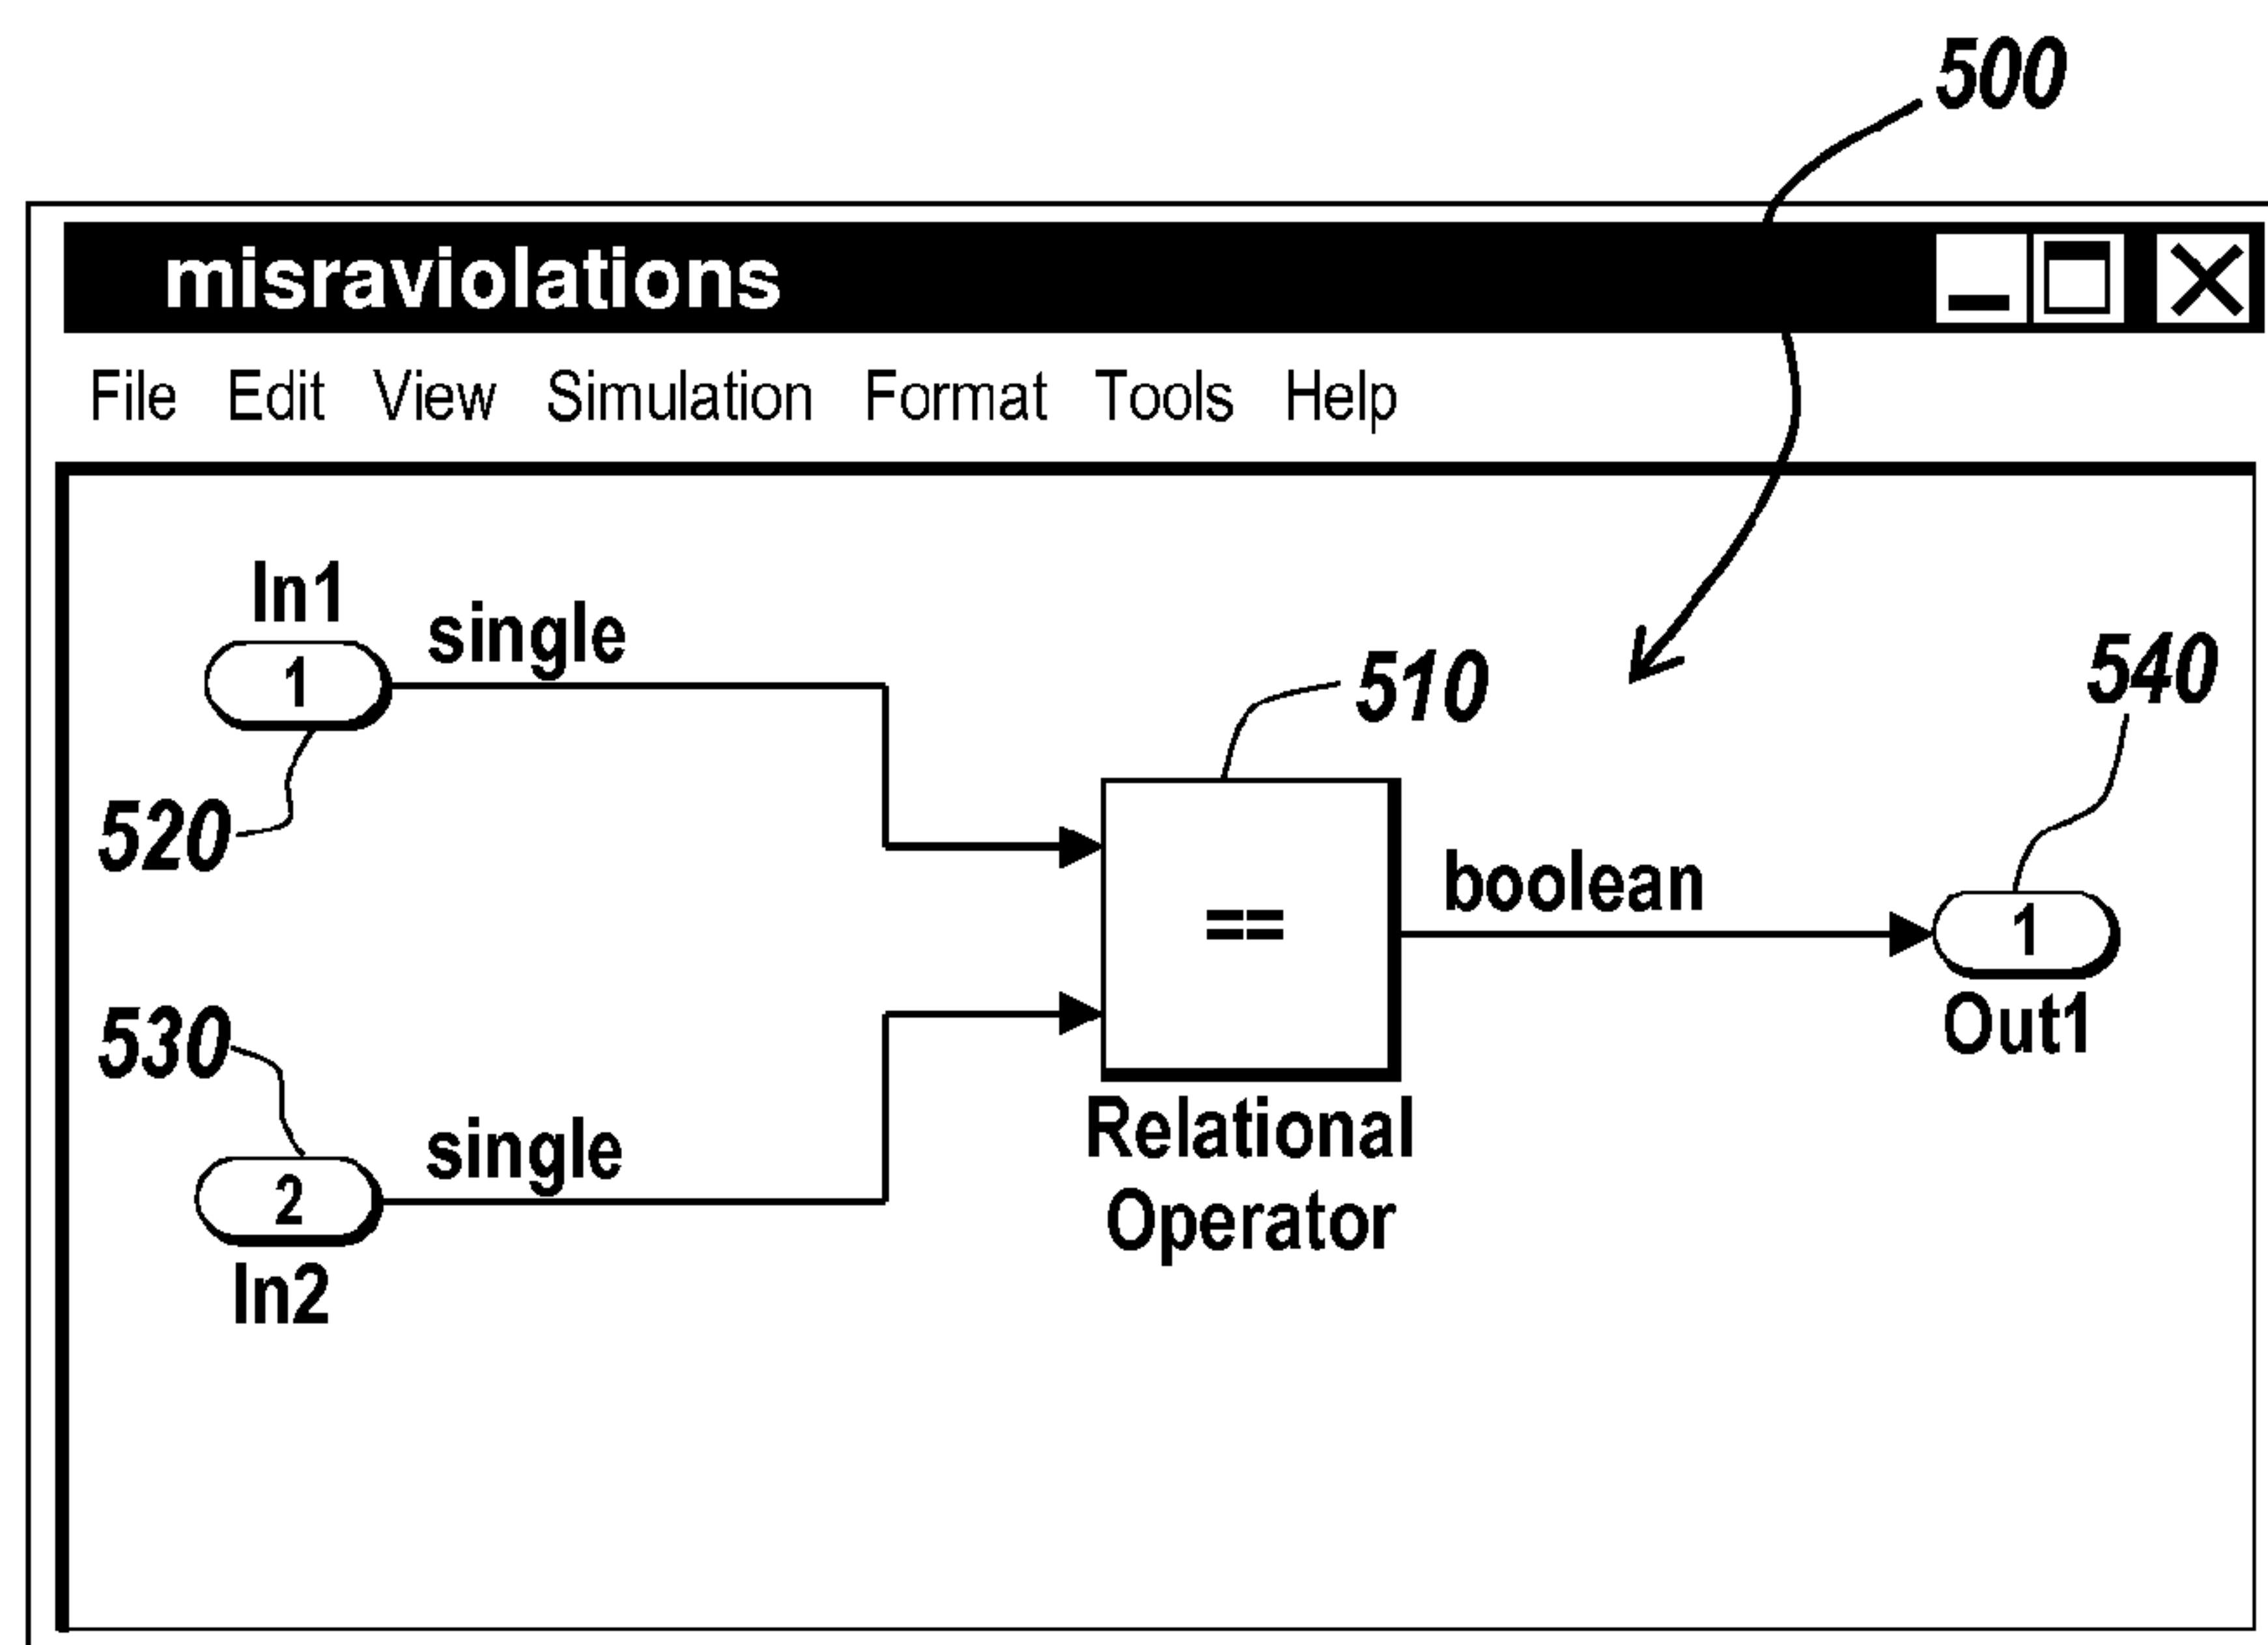 500
misraviolations
File Edit View Simulation Format Tools Help
In1
single
1
510
540
520
==
boolean
1
Out1
530
single
2
In2
Relational
Operator